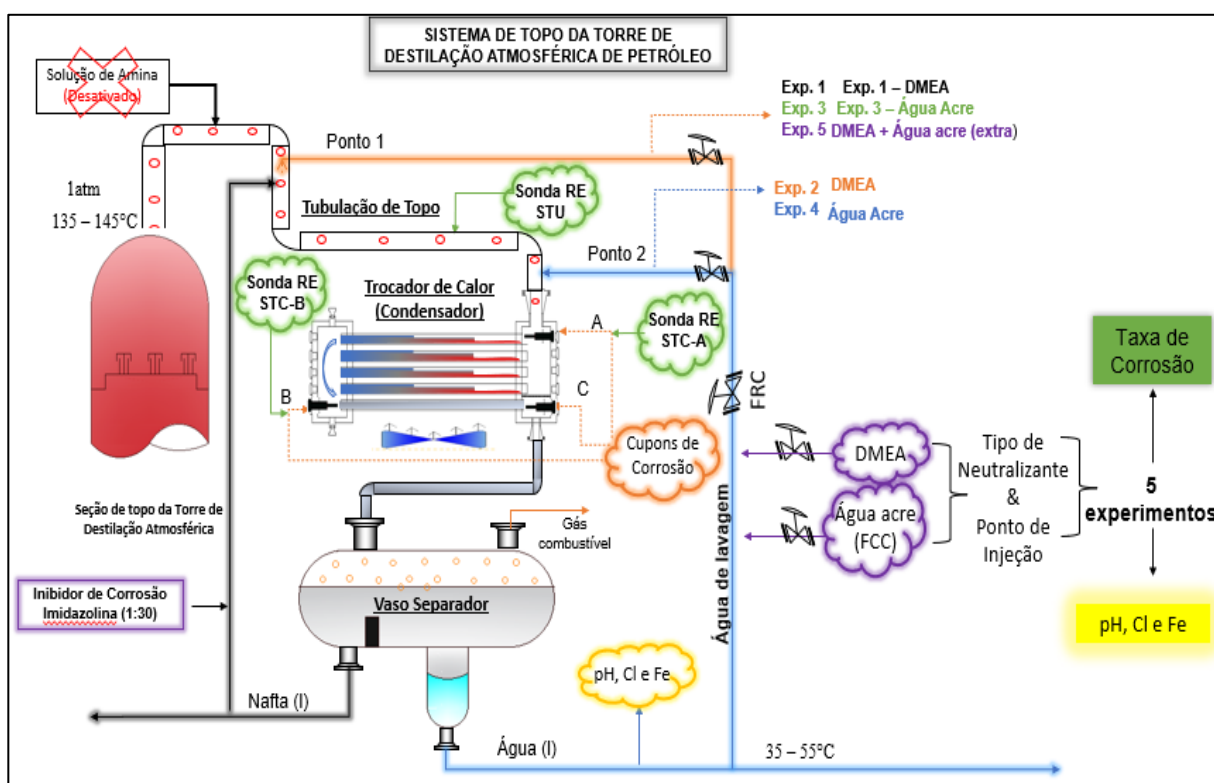 SISTEMA DE TOPO DA TORRE DE
DESTILAÇÃO ATMOSFÉRICA DE PETRÓLEO
Solução de Amina
(Desativado)
Exp. 1 Exp. 1 – DMEA
Exp. 3 Exp. 3 – Água Acre
Exp. 5 DMEA + Água acre (extra)
Ponto 1
1atm
135 – 145°C
Sonda RE
STU
Exp. 2 DMEA
Exp. 4 Água Acre
Tubulação de Topo
Ponto 2
Sonda RE
STC-B
Trocador de Calor
(Condensador)
A
Sonda RE
STC-A
Taxa de
Corrosão
B
C
FRC
Cupons de
Corrosão
DMEA
Água acre
(FCC)
Tipo de
Neutralizante
&
Ponto de
Injeção
5
experimentos
Seção de topo da Torre de
Destilação Atmosférica
Gás
combustível
Água de lavagem
Inibidor de Corrosão
Imidazolina (1:30)
Vaso Separador
pH, Cl e Fe
pH, Cl e Fe
Nafta (l)
Água (l)
35 – 55°C